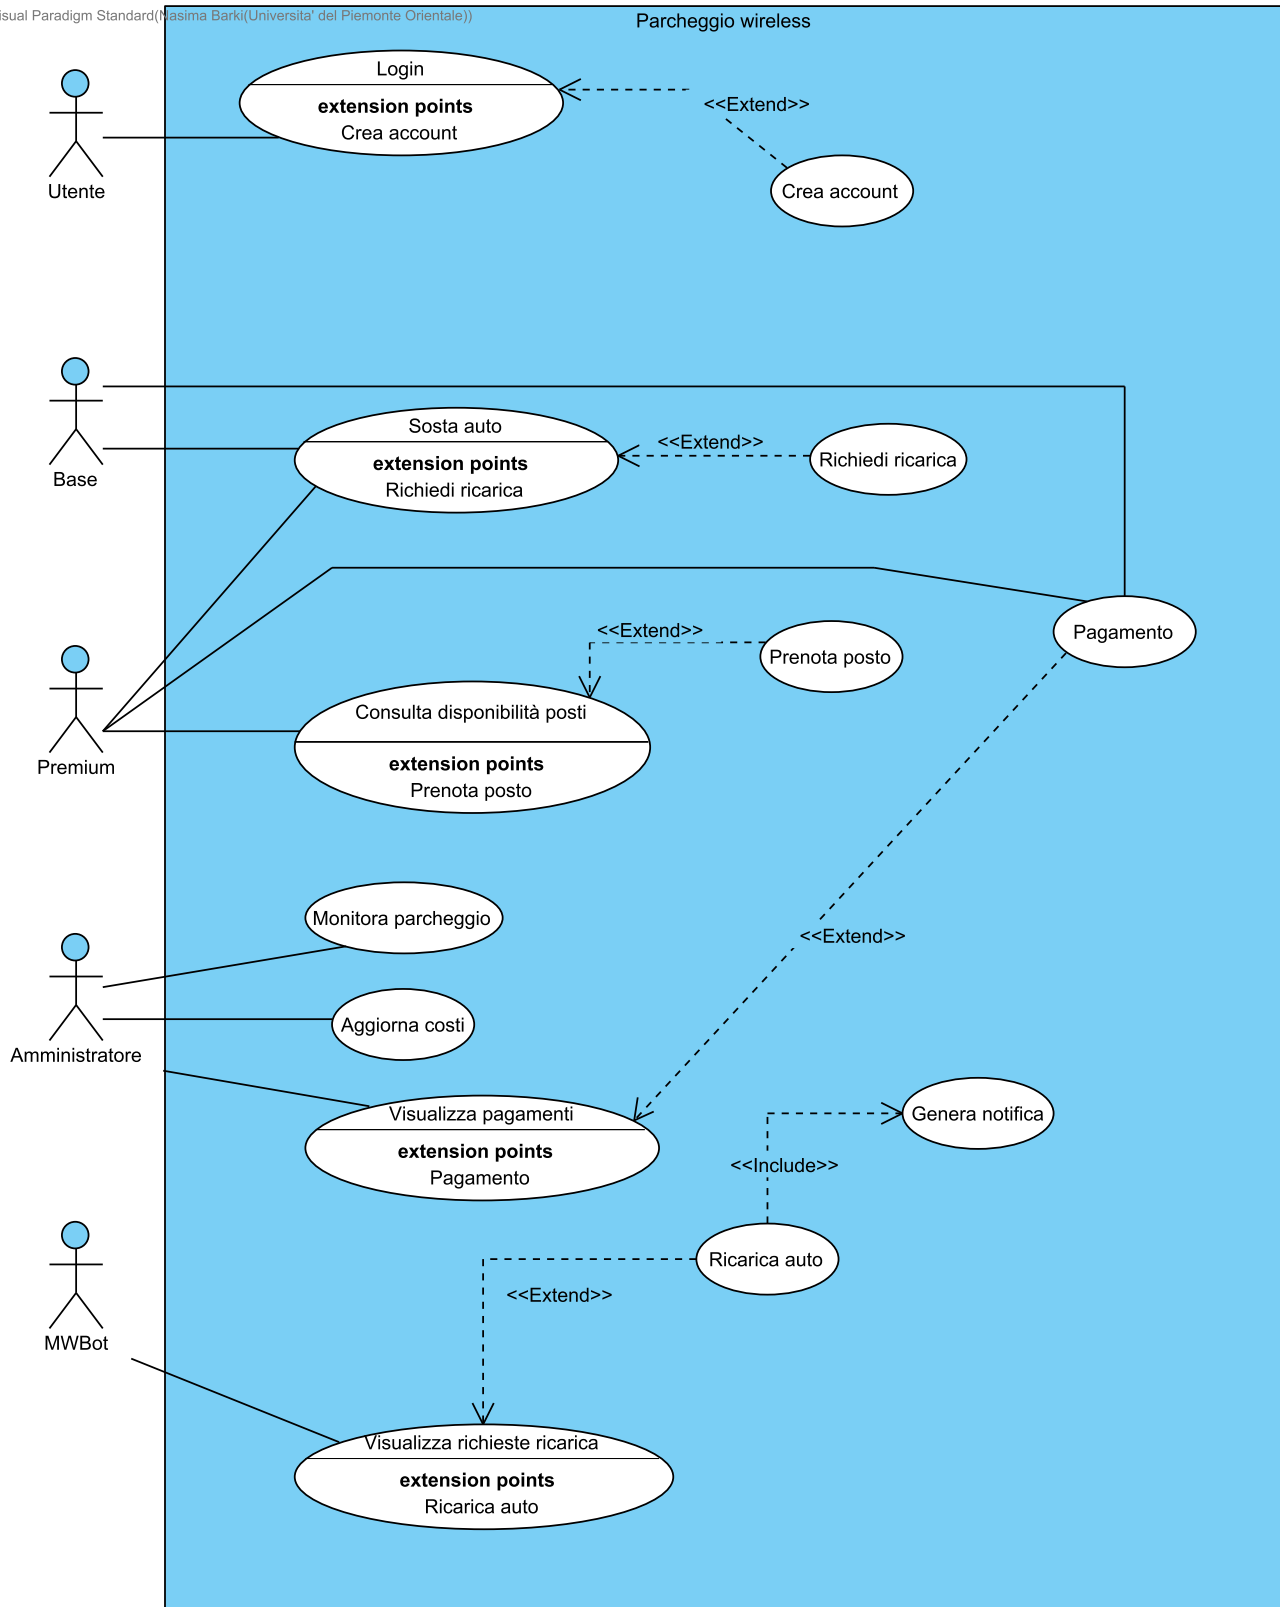 isual Paradigm Standard(Nasima Barki(Universita' del Piemonte Orientale))
Parcheggio wireless
Login
extension points
Crea account
<<Extend>>
Crea account
Utente
Sosta auto
extension points
Richiedi ricarica
<<Extend>>
Richiedi ricarica
Base
<<Extend>>
Prenota posto
Pagamento
Consulta disponibilità posti
extension points
Prenota posto
Premium
Monitora parcheggio
<<Extend>>
Aggiorna costi
Amministratore
Visualizza pagamenti
extension points
Pagamento
Genera notifica
<<Include>>
Ricarica auto
<<Extend>>
MWBot
Visualizza richieste ricarica
extension points
Ricarica auto